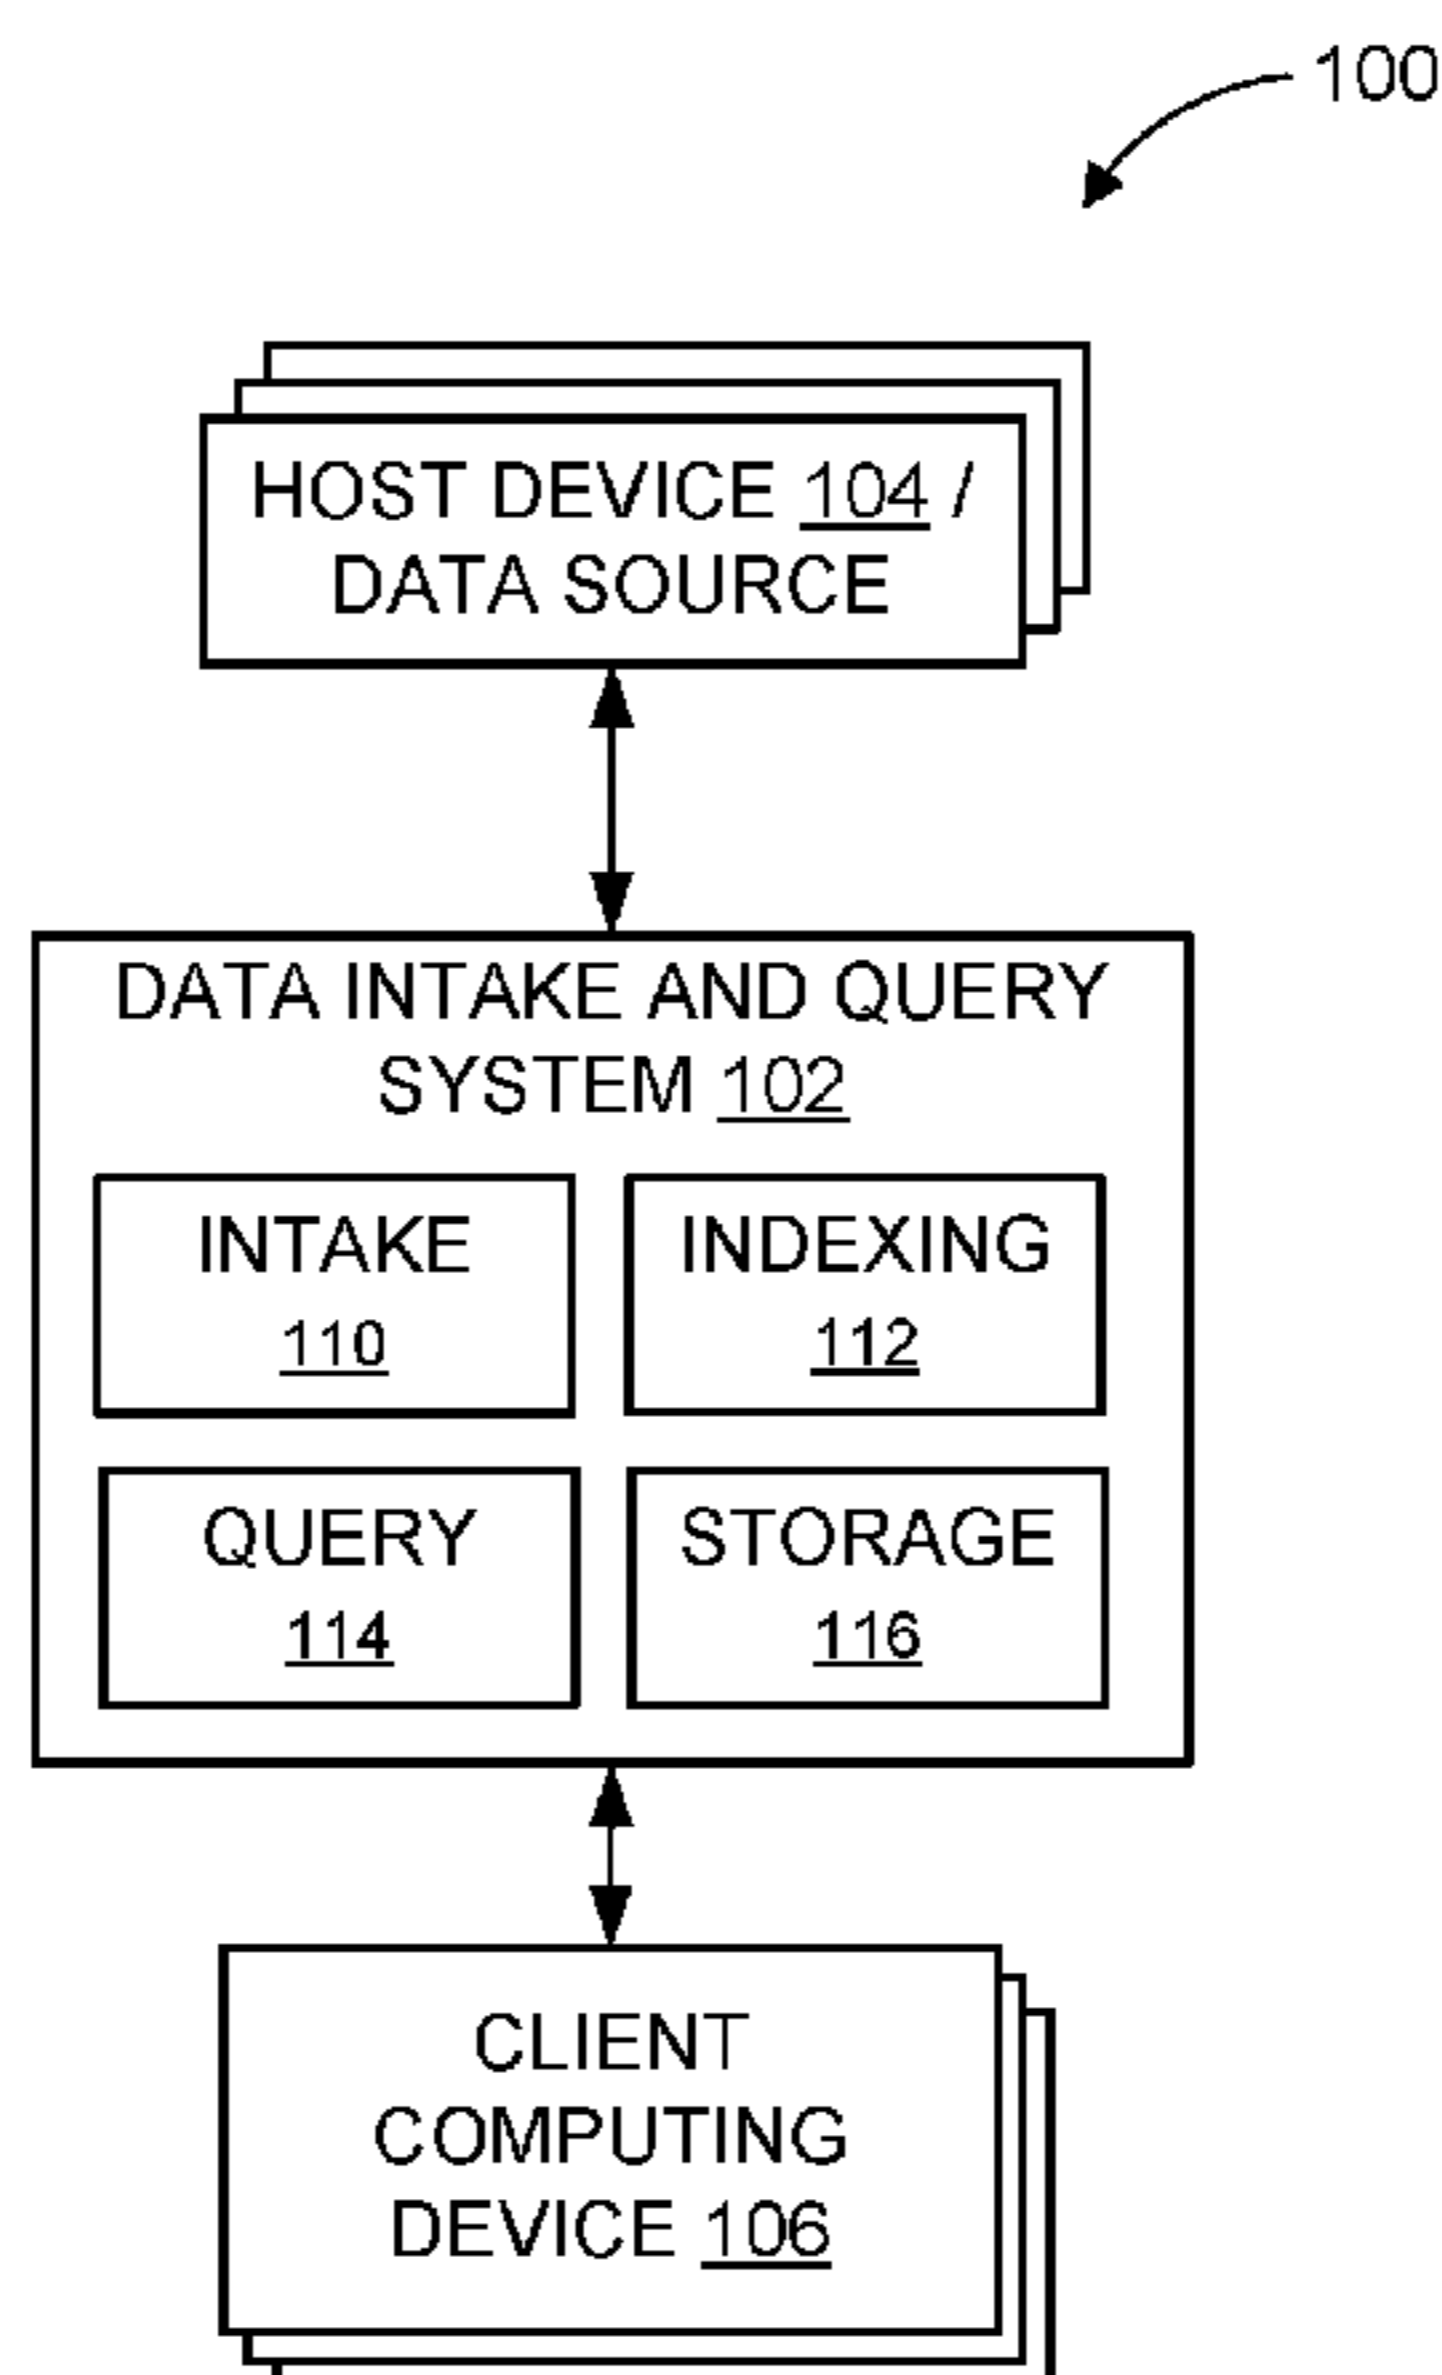 100
HOST DEVICE 104 /
DATA SOURCE
DATA INTAKE AND QUERY
SYSTEM 102
INTAKE
110
INDEXING
112
QUERY
114
STORAGE
116
CLIENT
COMPUTING
DEVICE 106